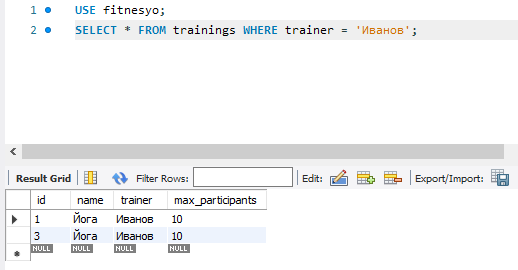 1 USE fitnesyo;
2 SELECT * FROM trainings WHERE trainer = 'Иванов';
Result Grid Filter Rows: Edit: Export/Import:
id name trainer max_participants
1 Йога Иванов 10
3 Йога Иванов 10
NULL NULL NULL NULL